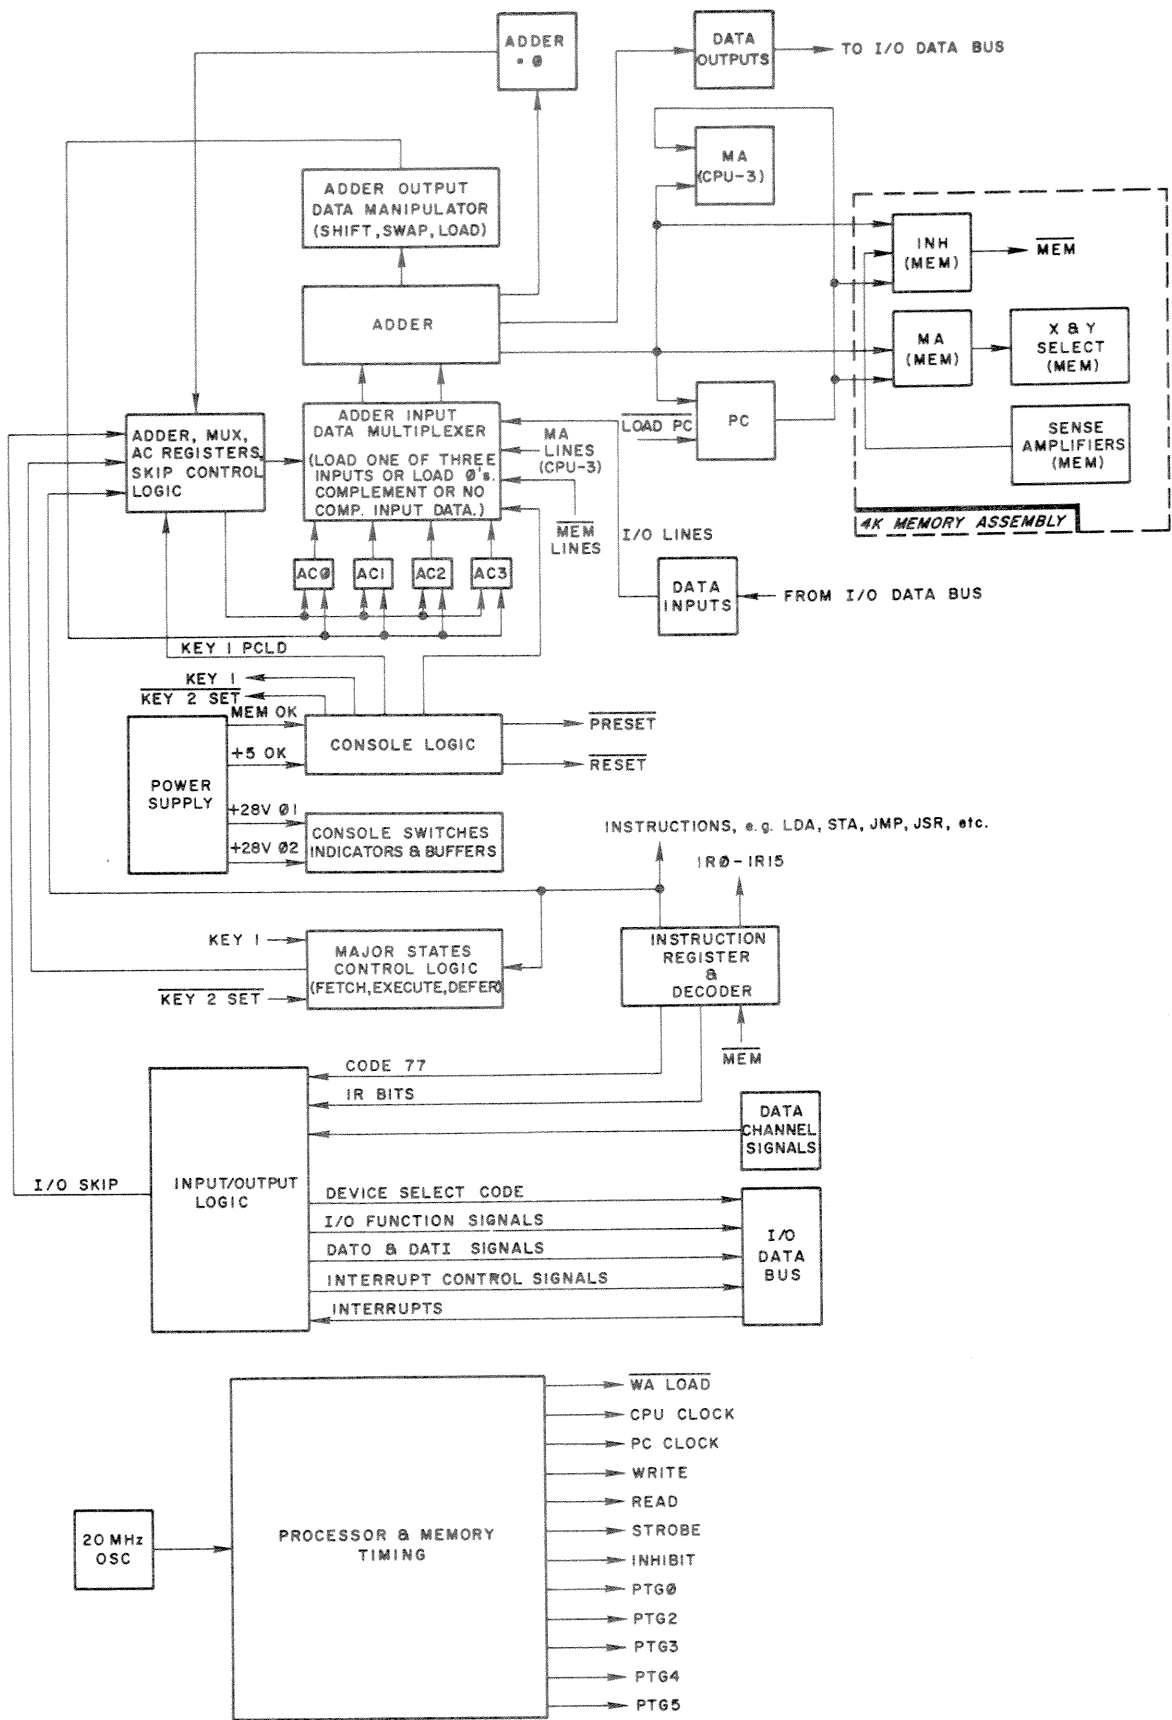 ADDER
= Ø
DATA
OUTPUTS
TO I/O DATA BUS
MA
(CPU-3)
ADDER OUTPUT
DATA MANIPULATOR
(SHIFT, SWAP, LOAD)
INH
(MEM)
MEM
ADDER
MA
(MEM)
X & Y
SELECT
(MEM)
ADDER, MUX,
AC REGISTERS,
SKIP CONTROL
LOGIC
ADDER INPUT
DATA MULTIPLEXER
(LOAD ONE OF THREE
INPUTS OR LOAD Ø's.
COMPLEMENT OR NO
COMP. INPUT DATA.)
MA
LINES
(CPU-3)
MEM
LINES
LOAD PC
PC
SENSE
AMPLIFIERS
(MEM)
4K MEMORY ASSEMBLY
I/O LINES
ACØ
AC1
AC2
AC3
DATA
INPUTS
FROM I/O DATA BUS
KEY 1 PCLD
KEY 1
KEY 2 SET
MEM OK
+5 OK
CONSOLE LOGIC
PRESET
RESET
POWER
SUPPLY
+28V Ø1
+28V Ø2
CONSOLE SWITCHES
INDICATORS & BUFFERS
INSTRUCTIONS, e.g. LDA, STA, JMP, JSR, etc.
IRØ-IR15
KEY 1
KEY 2 SET
MAJOR STATES
CONTROL LOGIC
(FETCH, EXECUTE, DEFER)
INSTRUCTION
REGISTER
&
DECODER
MEM
CODE 77
IR BITS
DATA
CHANNEL
SIGNALS
I/O SKIP
INPUT/OUTPUT
LOGIC
DEVICE SELECT CODE
I/O FUNCTION SIGNALS
DATO & DATI SIGNALS
INTERRUPT CONTROL SIGNALS
INTERRUPTS
I/O
DATA
BUS
20 MHz
OSC
PROCESSOR & MEMORY
TIMING
WA LOAD
CPU CLOCK
PC CLOCK
WRITE
READ
STROBE
INHIBIT
PTGØ
PTG2
PTG3
PTG4
PTG5